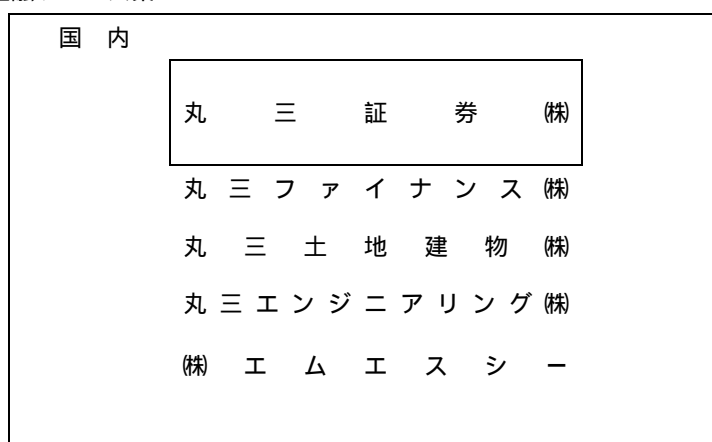 国内
丸三証券㈱
丸三ファイナンス㈱
丸三土地建物㈱
丸三エンジニアリング㈱
㈱エムエスシー